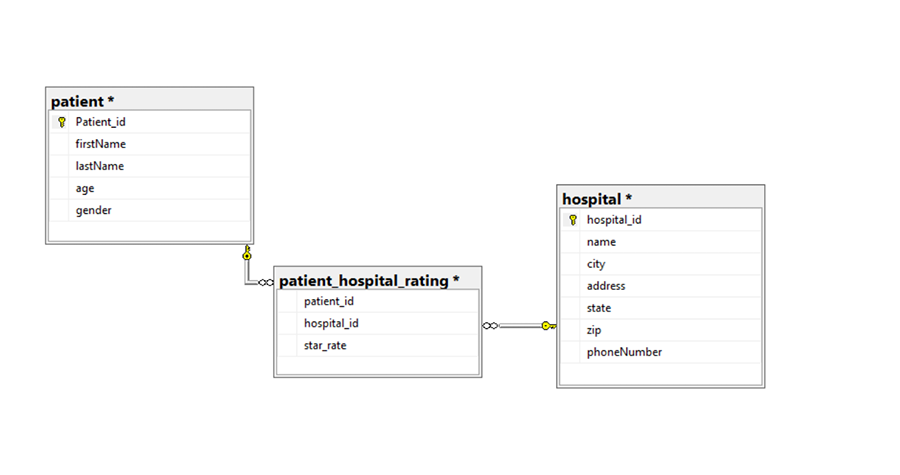 patient *
Patient_id
firstName
lastName
age
gender
patient_hospital_rating *
patient_id
hospital_id
star_rate
hospital *
hospital_id
name
city
address
state
zip
phoneNumber